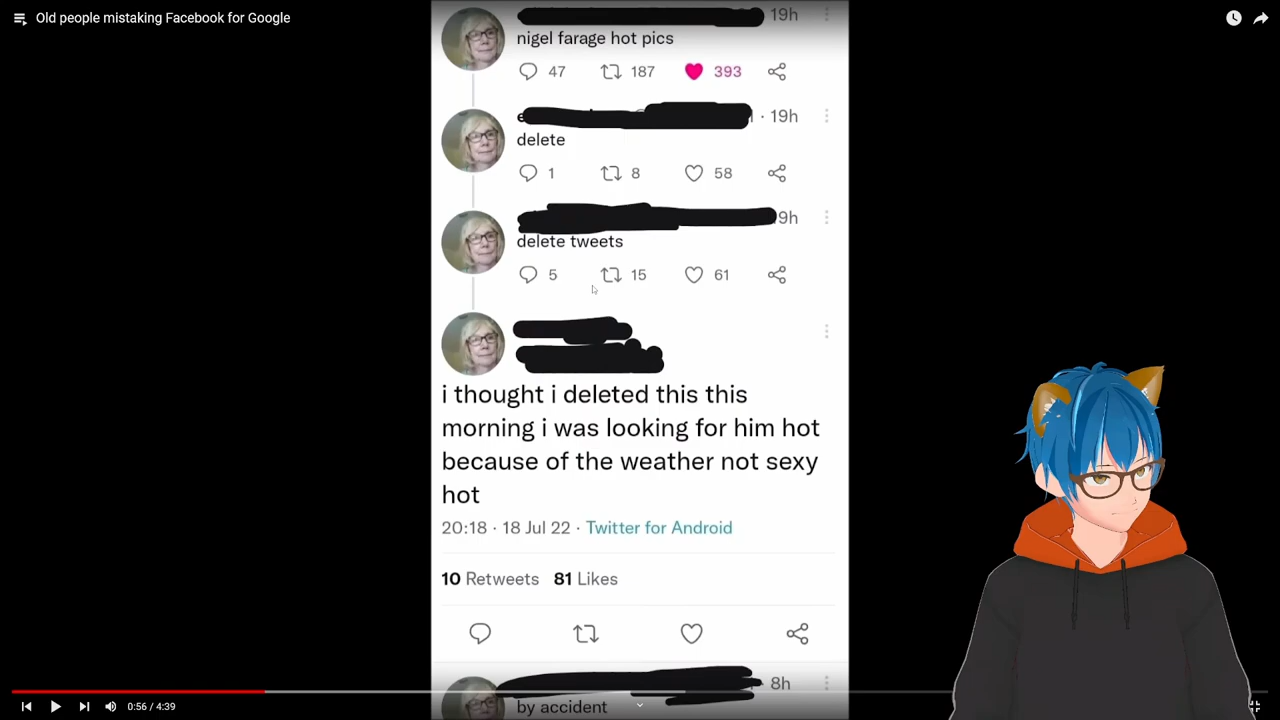 Old people mistaking Facebook for Google
19h
nigel farage hot pics
47 187 393
· 19h
delete
1 8 58
9h
delete tweets
5 15 61
i thought i deleted this this
morning i was looking for him hot
because of the weather not sexy
hot
20:18 · 18 Jul 22 · Twitter for Android
10 Retweets 81 Likes
8h
by accident
0:56 / 4:39